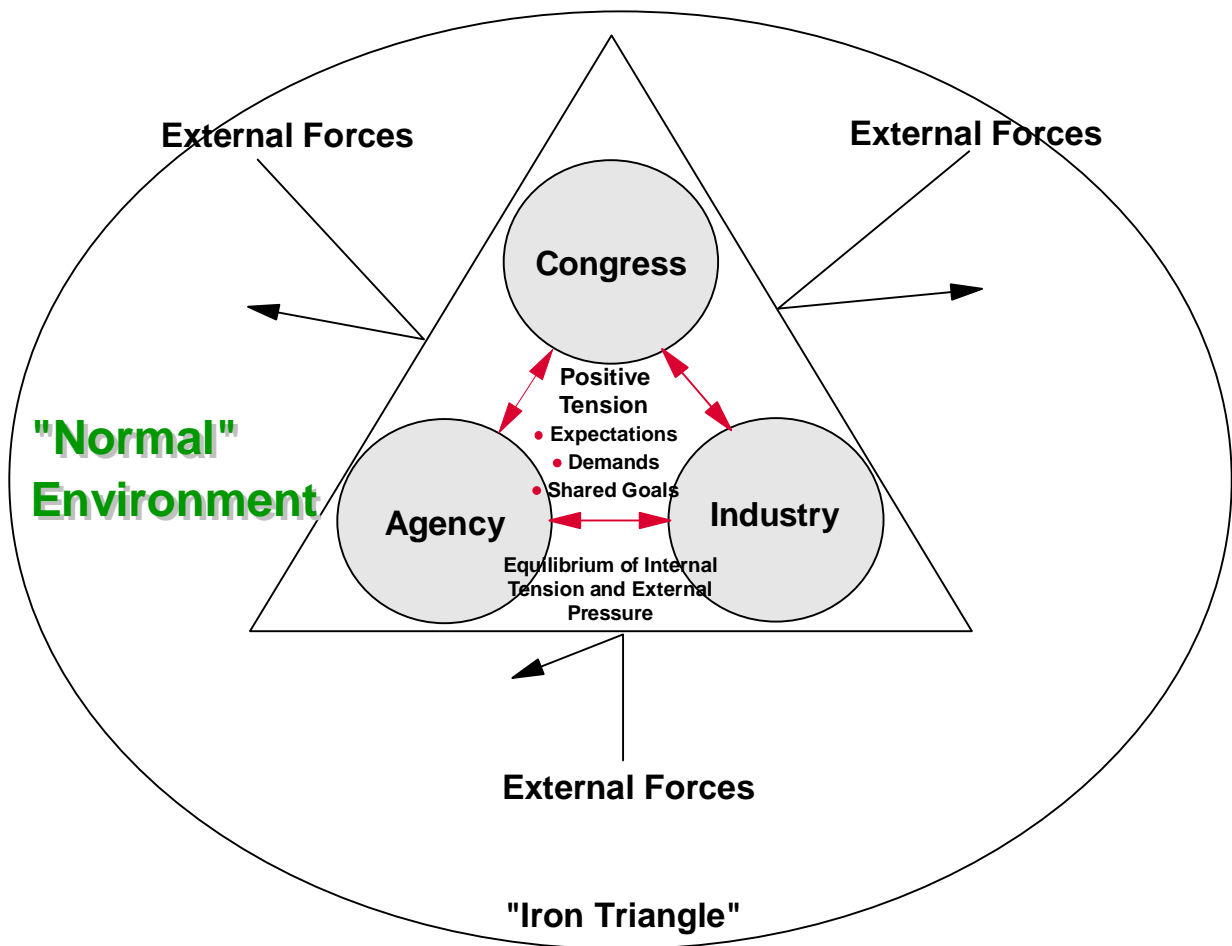 External Forces
External Forces
Congress
Positive
Tension
• Expectations
• Demands
• Shared Goals
"Normal"
Environment
Agency
Industry
Equilibrium of Internal
Tension and External
Pressure
External Forces
"Iron Triangle"